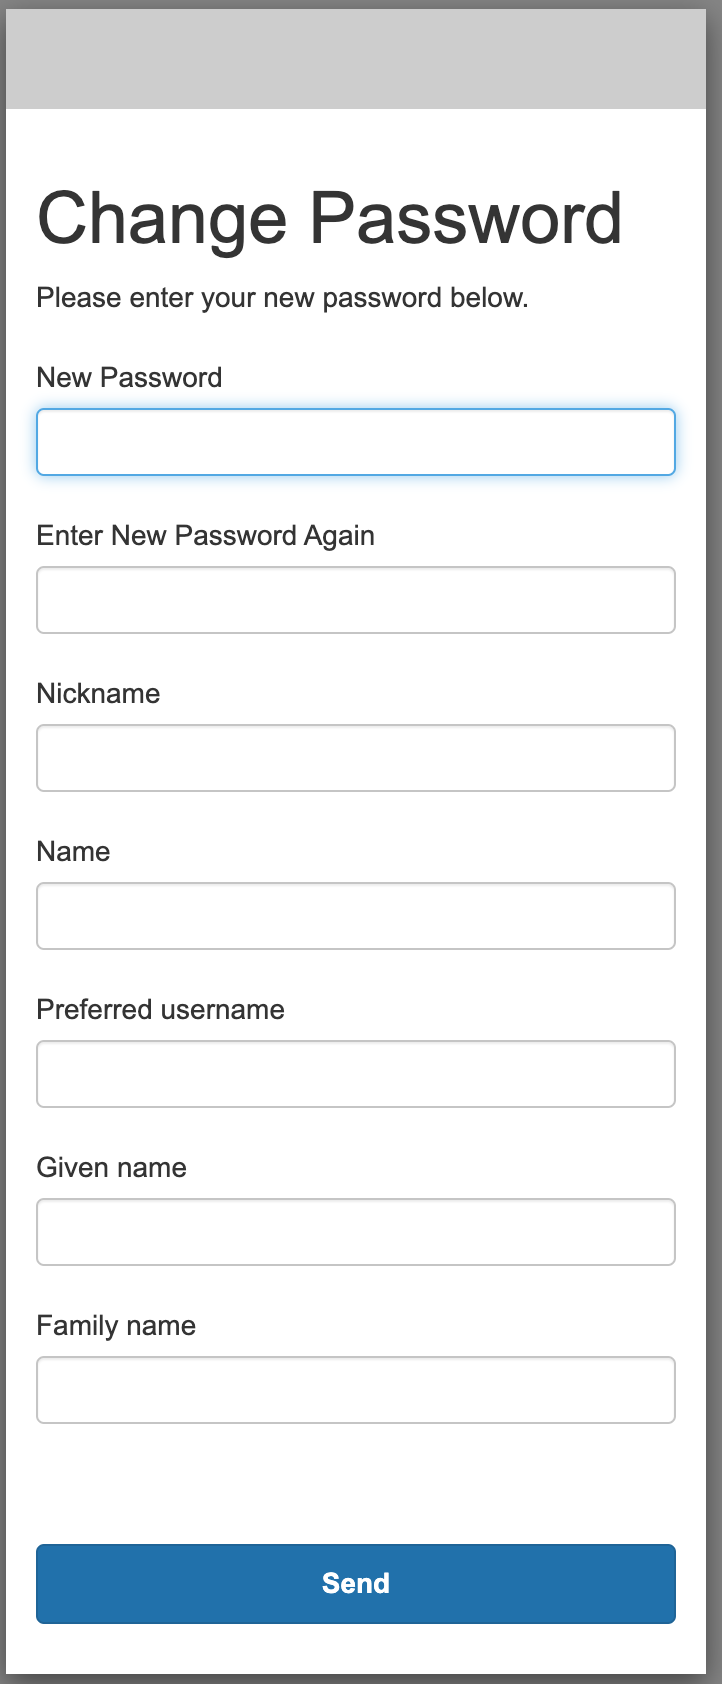 Change Password
Please enter your new password below.
New Password
Enter New Password Again
Nickname
Name
Preferred username
Given name
Family name
Send